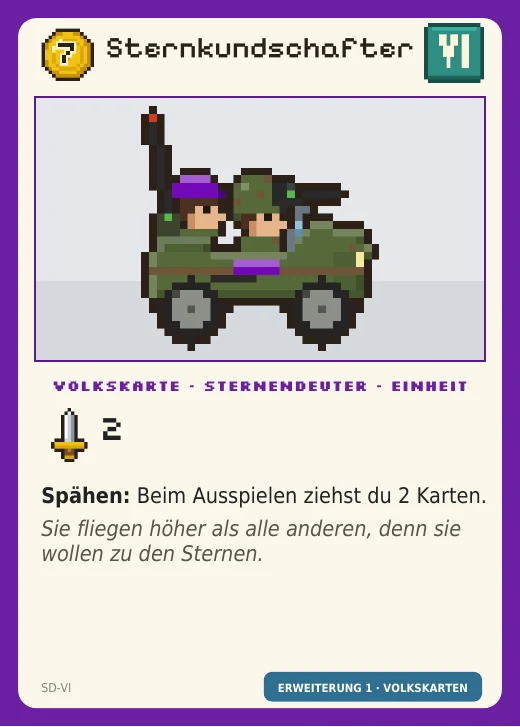 7 Sternkundschafter VI
VOLKSKARTE - STERNENDEUTER - EINHEIT
2
Spähen: Beim Ausspielen ziehst du 2 Karten.
Sie fliegen höher als alle anderen, denn sie
wollen zu den Sternen.
SD-VI
ERWEITERUNG 1 · VOLKSKARTEN